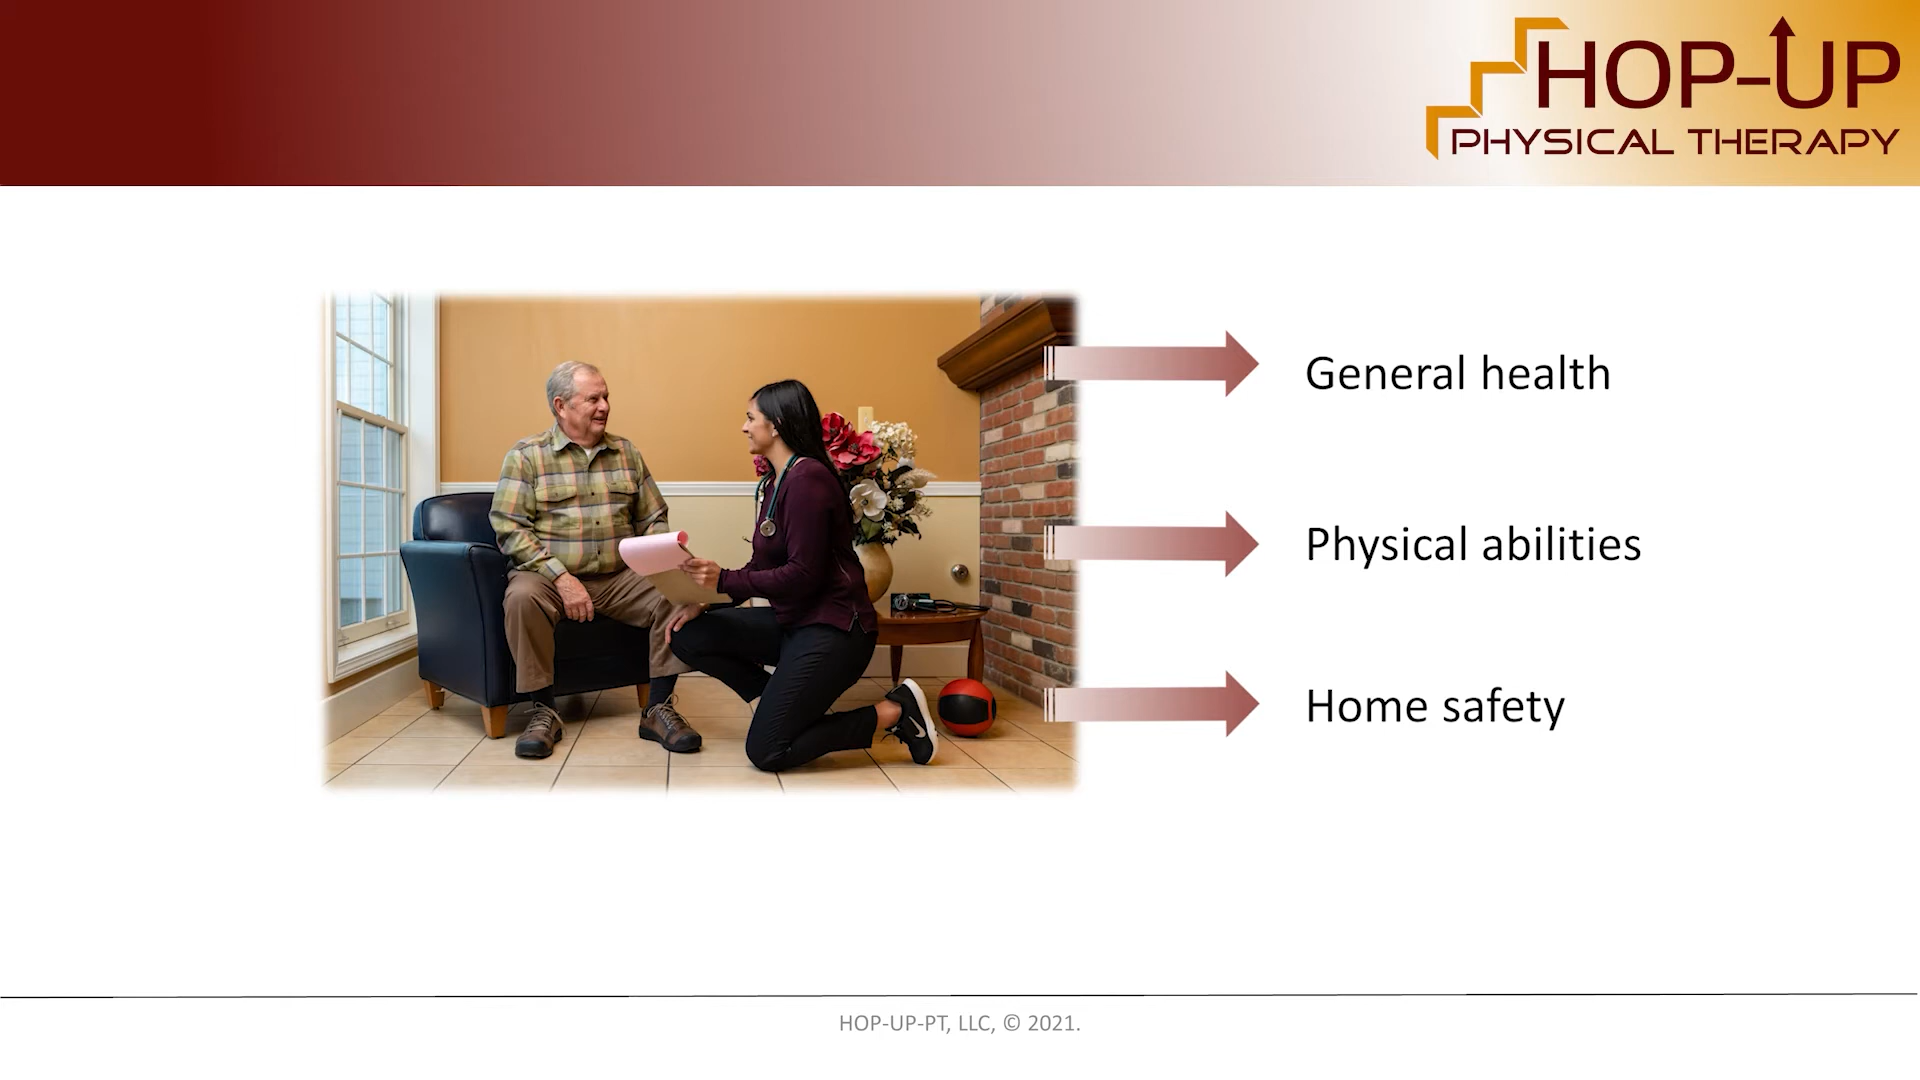 HOP-UP
PHYSICAL THERAPY
General health
Physical abilities
Home safety
HOP-UP-PT, LLC, © 2021.